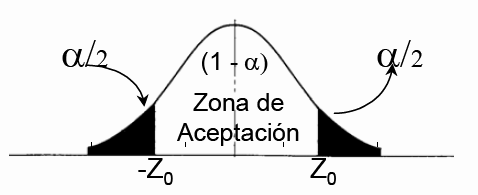 α/2
(1 - α)
α/2
Zona de
Aceptación
-Z₀
Z₀